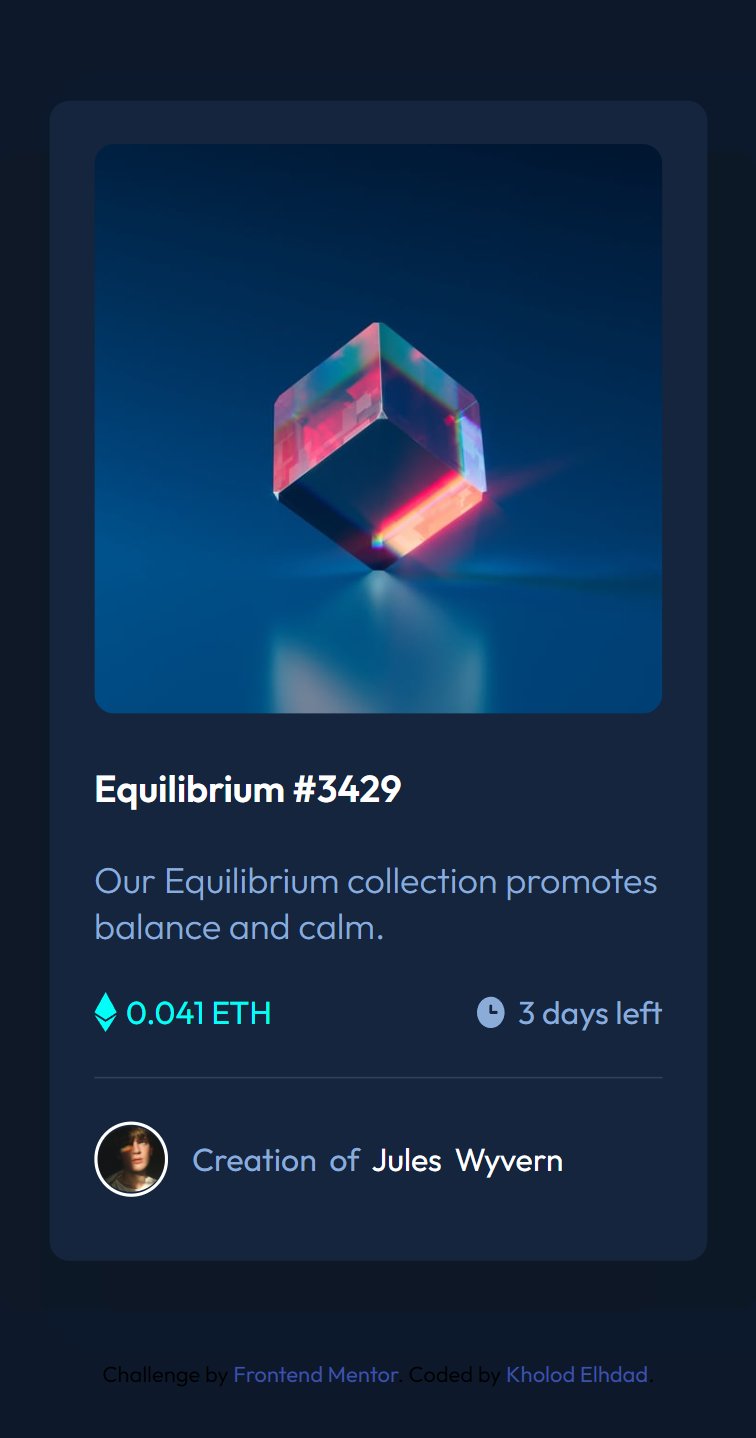 Equilibrium #3429
Our Equilibrium collection promotes
balance and calm.
0.041 ETH
3 days left
Creation of Jules Wyvern
Challenge by Frontend Mentor. Coded by Kholod Elhdad.